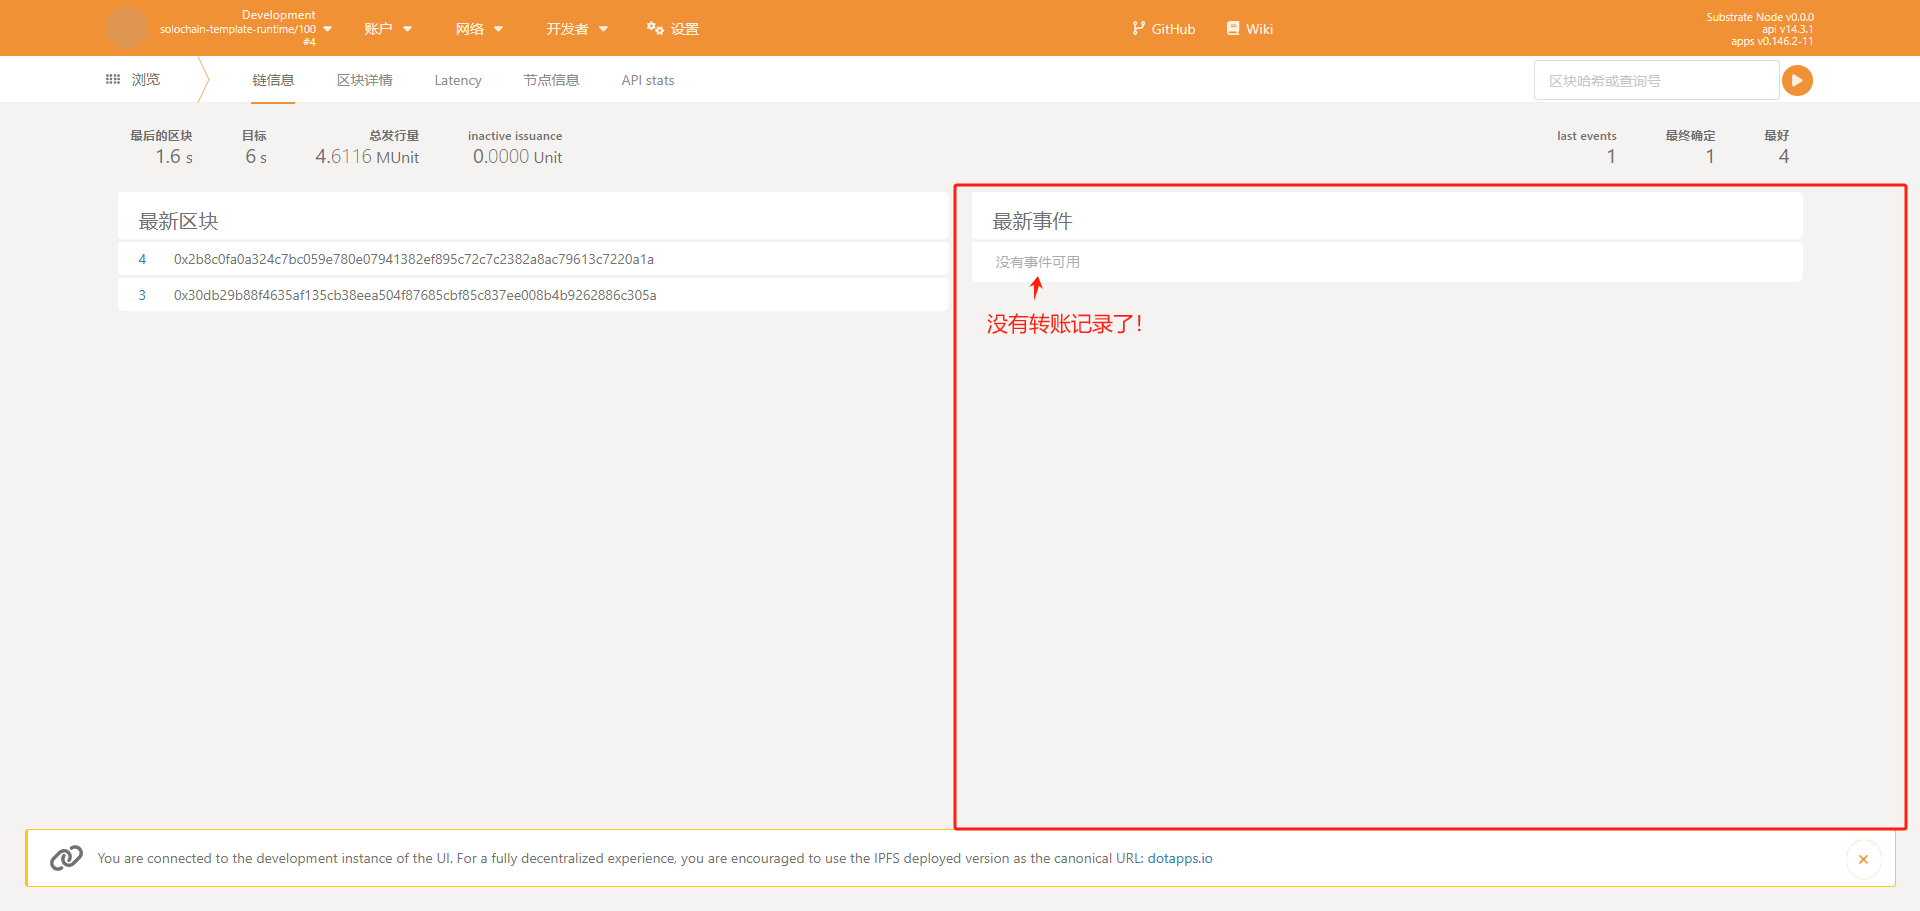 Development
solochain-template-runtime/100
#4
账户
网络
开发者
设置
GitHub
Wiki
Substrate Node v0.0.0
api v14.3.1
apps v0.146.2-11
浏览
链信息
区块详情
Latency
节点信息
API stats
区块哈希或查询号
最后的区块
1.6 s
目标
6 s
总发行量
4.6116 MUnit
inactive issuance
0.0000 Unit
last events
1
最终确定
1
最好
4
最新区块
4 0x2b8c0fa0a324c7bc059e780e07941382ef895c72c7c2382a8ac79613c7220a1a
3 0x30db29b88f4635af135cb38eea504f87685cbf85c837ee008b4b9262886c305a
最新事件
没有事件可用
没有转账记录了!
You are connected to the development instance of the UI. For a fully decentralized experience, you are encouraged to use the IPFS deployed version as the canonical URL: dotapps.io